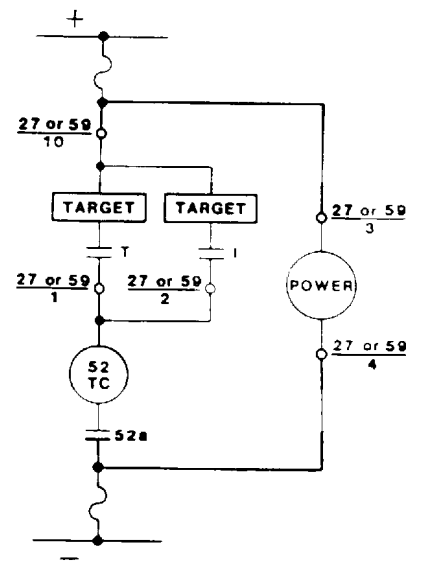 +
27 or 59
10
TARGET
TARGET
T
I
27 or 59
1
27 or 59
2
27 or 59
3
POWER
27 or 59
4
52
TC
52a
−